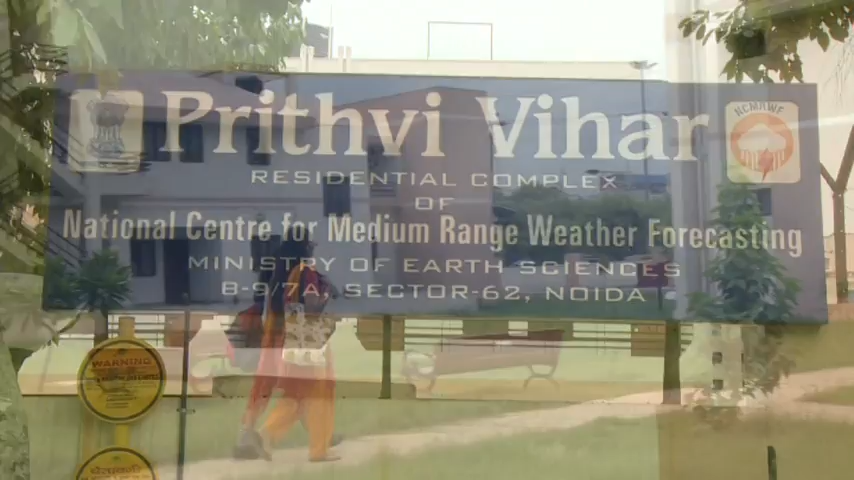 Prithvi Vihar
NCMRWF
RESIDENTIAL COMPLEX
OF
National Centre for Medium Range Weather Forecasting
MINISTRY OF EARTH SCIENCES
B-9/7A, SECTOR-62, NOIDA
WARNING